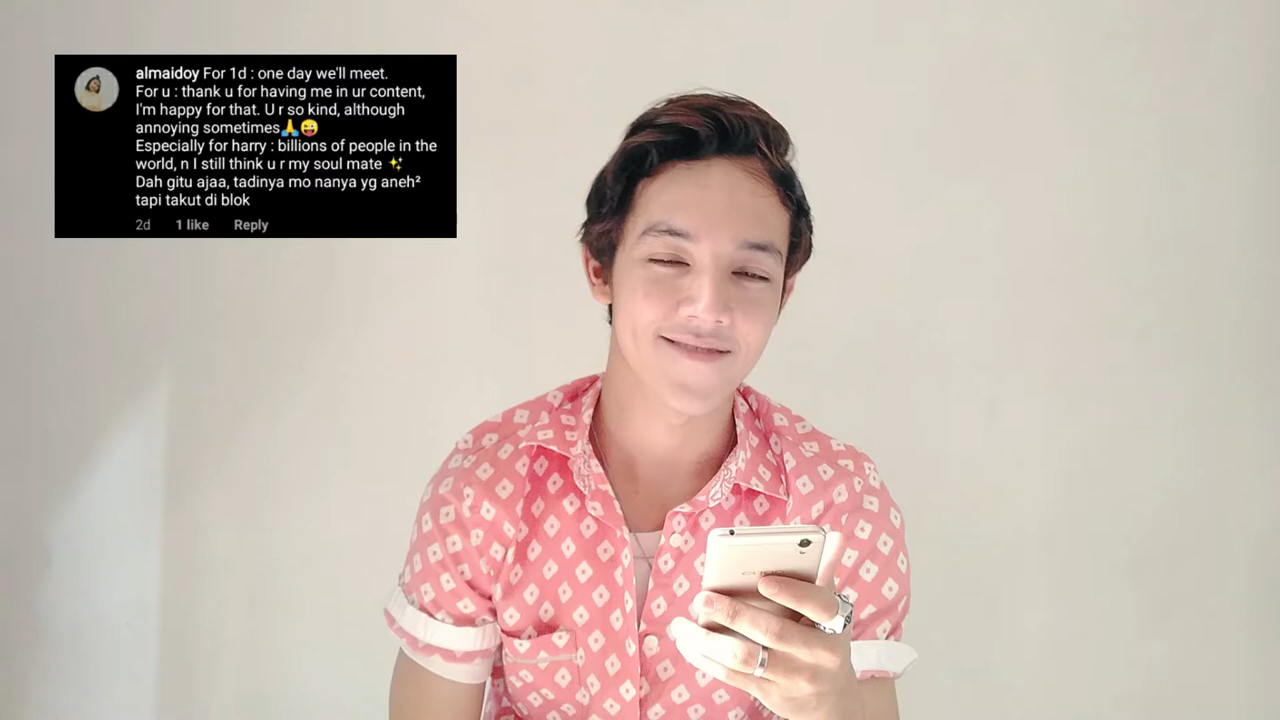 almaidoy For 1d : one day we'll meet.
For u : thank u for having me in ur content,
I'm happy for that. U r so kind, although
annoying sometimes🙏😜
Especially for harry : billions of people in the
world, n I still think u r my soul mate ✨
Dah gitu ajaa, tadinya mo nanya yg aneh²
tapi takut di blok
2d 1 like Reply